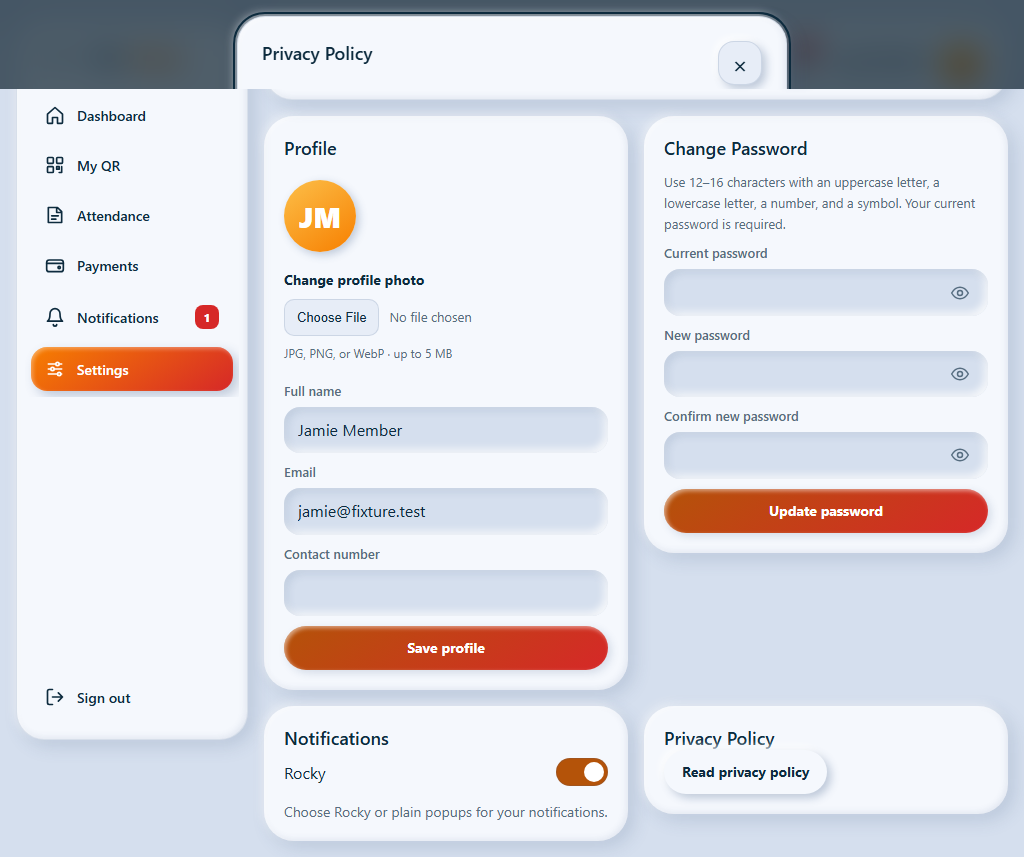 Privacy Policy
×
Dashboard
My QR
Attendance
Payments
Notifications
1
Settings
Sign out
Profile
JM
Change profile photo
Choose File No file chosen
JPG, PNG, or WebP · up to 5 MB
Full name
Jamie Member
Email
jamie@fixture.test
Contact number
Save profile
Change Password
Use 12–16 characters with an uppercase letter, a
lowercase letter, a number, and a symbol. Your current
password is required.
Current password
New password
Confirm new password
Update password
Notifications
Rocky
Choose Rocky or plain popups for your notifications.
Privacy Policy
Read privacy policy